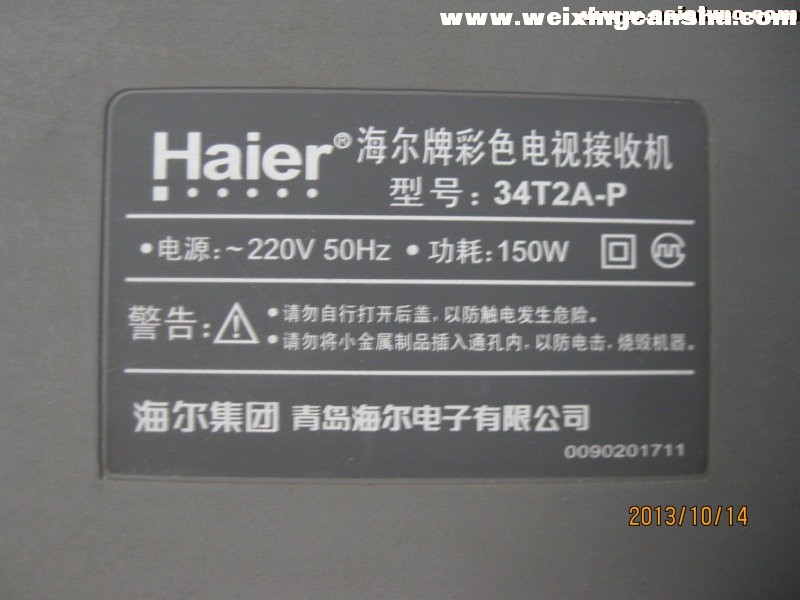 www.weixingcanshu.com
Haier® 海尔牌彩色电视接收机
型号：34T2A-P
•电源:~220V 50Hz •功耗:150W
警告:
•请勿自行打开后盖，以防触电发生危险。
•请勿将小金属制品插入通孔内，以防电击，烧毁机器。
海尔集团 青岛海尔电子有限公司
0090201711
2013/10/14